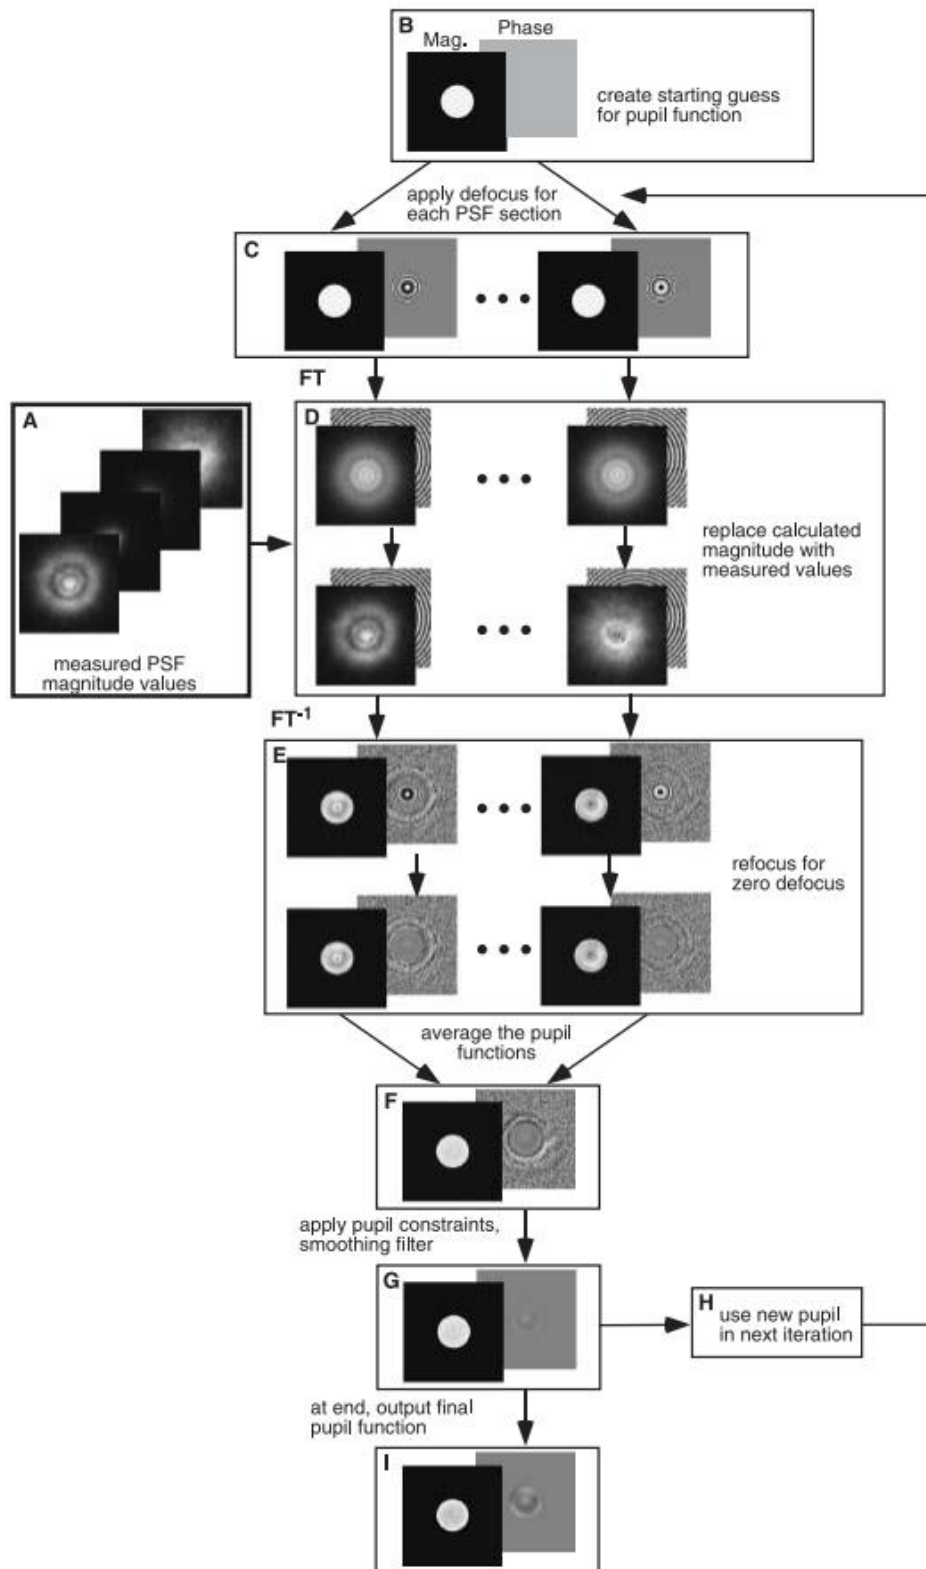 B
Mag.
Phase
create starting guess
for pupil function
apply defocus for
each PSF section
C
FT
A
measured PSF
magnitude values
D
replace calculated
magnitude with
measured values
FT-1
E
refocus for
zero defocus
average the pupil
functions
F
apply pupil constraints,
smoothing filter
G
H
use new pupil
in next iteration
at end, output final
pupil function
I